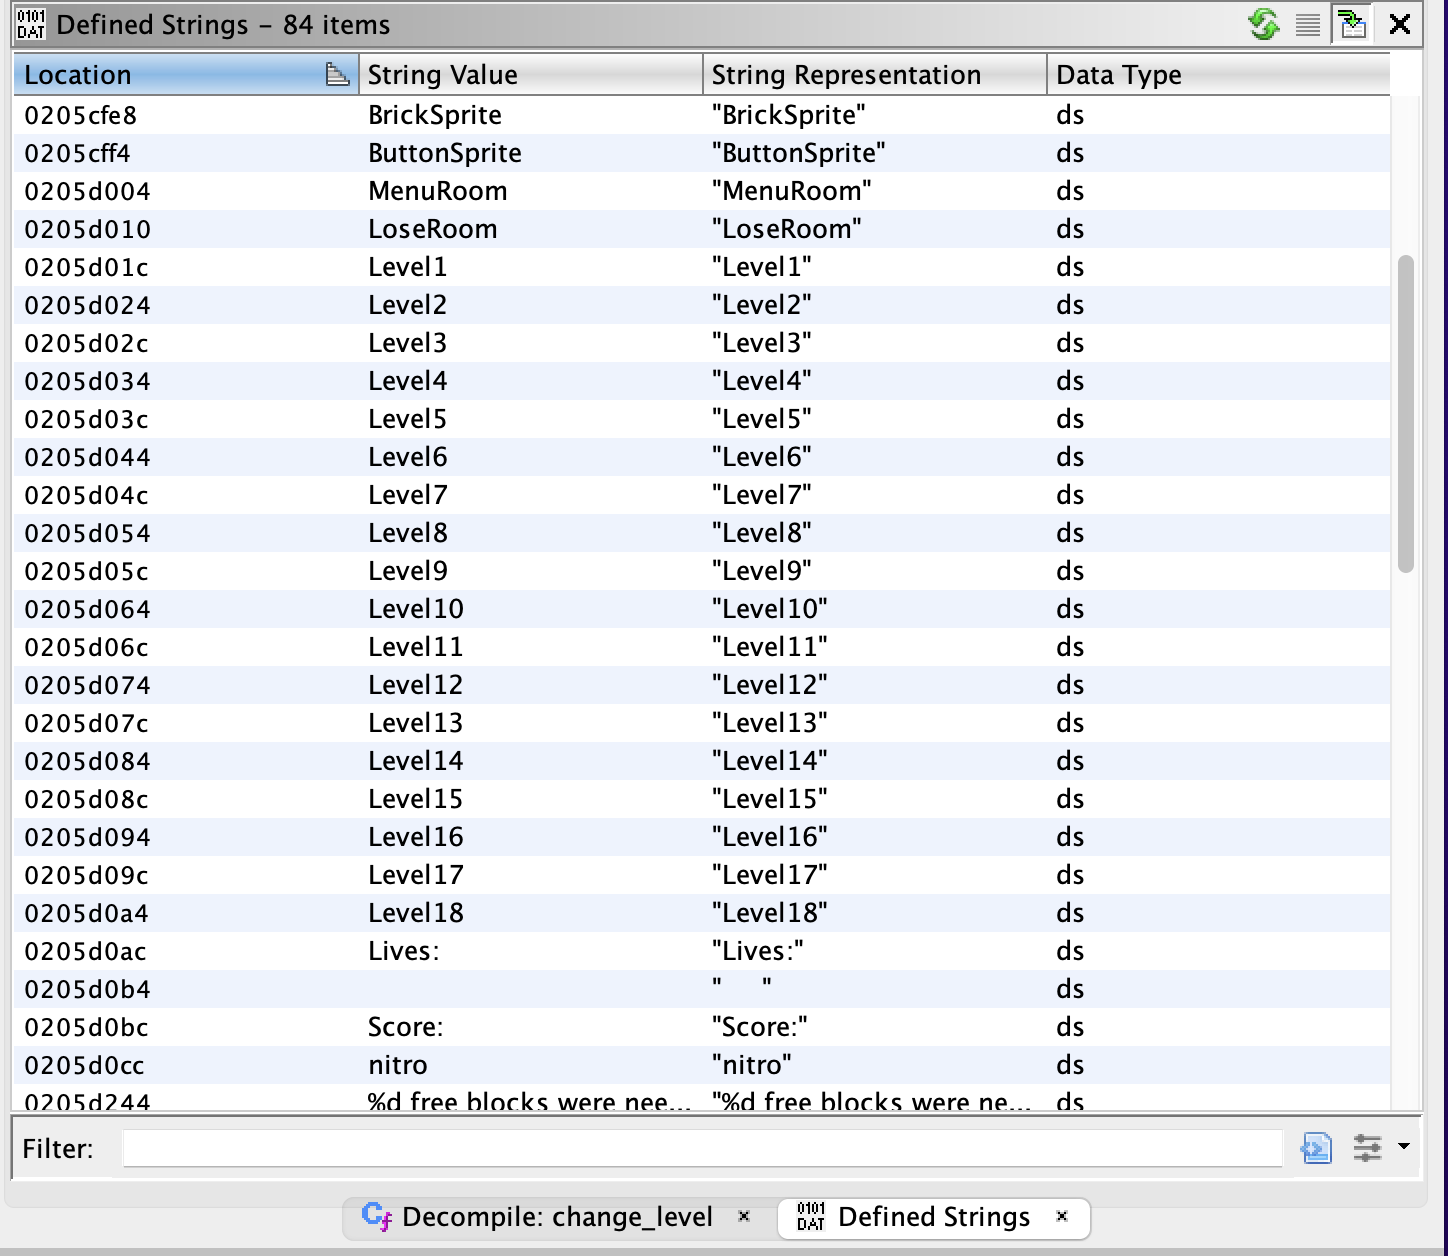 0101 DAT Defined Strings – 84 items
Location String Value String Representation Data Type
0205cfe8 BrickSprite "BrickSprite" ds
0205cff4 ButtonSprite "ButtonSprite" ds
0205d004 MenuRoom "MenuRoom" ds
0205d010 LoseRoom "LoseRoom" ds
0205d01c Level1 "Level1" ds
0205d024 Level2 "Level2" ds
0205d02c Level3 "Level3" ds
0205d034 Level4 "Level4" ds
0205d03c Level5 "Level5" ds
0205d044 Level6 "Level6" ds
0205d04c Level7 "Level7" ds
0205d054 Level8 "Level8" ds
0205d05c Level9 "Level9" ds
0205d064 Level10 "Level10" ds
0205d06c Level11 "Level11" ds
0205d074 Level12 "Level12" ds
0205d07c Level13 "Level13" ds
0205d084 Level14 "Level14" ds
0205d08c Level15 "Level15" ds
0205d094 Level16 "Level16" ds
0205d09c Level17 "Level17" ds
0205d0a4 Level18 "Level18" ds
0205d0ac Lives: "Lives:" ds
0205d0b4 "      " ds
0205d0bc Score: "Score:" ds
0205d0cc nitro "nitro" ds
0205d244 %d free blocks were nee... "%d free blocks were ne... ds
Filter:
Cf Decompile: change_level × 0101 DAT Defined Strings ×